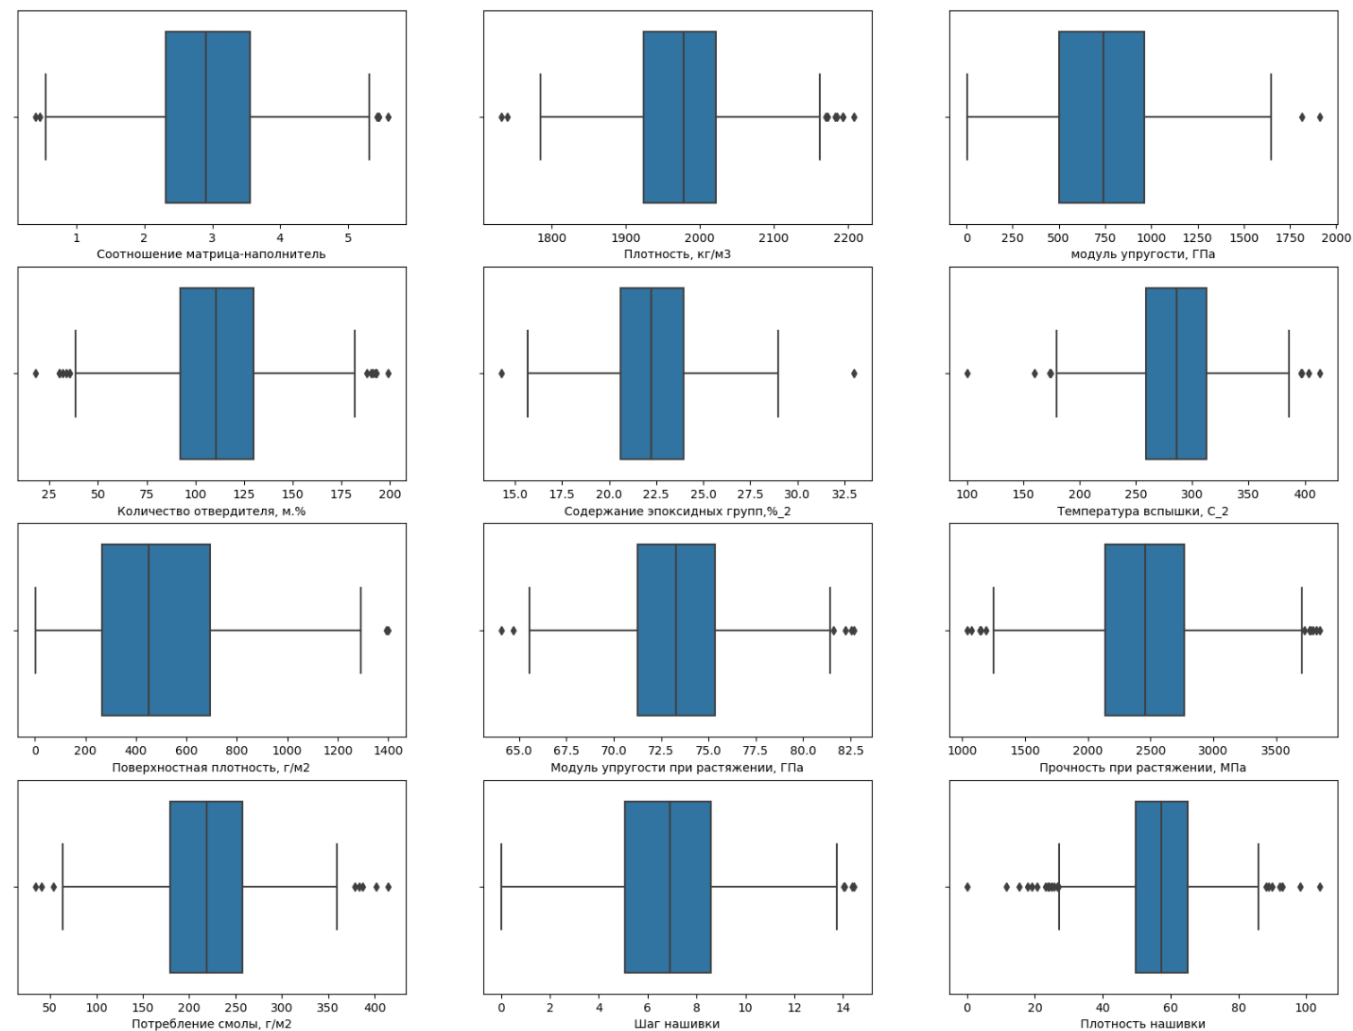 1 2 3 4 5
Соотношение матрица-наполнитель
1800 1900 2000 2100 2200
Плотность, кг/м3
0 250 500 750 1000 1250 1500 1750 2000
модуль упругости, ГПа
25 50 75 100 125 150 175 200
Количество отвердителя, м.%
15.0 17.5 20.0 22.5 25.0 27.5 30.0 32.5
Содержание эпоксидных групп,%_2
100 150 200 250 300 350 400
Температура вспышки, С_2
0 200 400 600 800 1000 1200 1400
Поверхностная плотность, г/м2
65.0 67.5 70.0 72.5 75.0 77.5 80.0 82.5
Модуль упругости при растяжении, ГПа
1000 1500 2000 2500 3000 3500
Прочность при растяжении, МПа
50 100 150 200 250 300 350 400
Потребление смолы, г/м2
0 2 4 6 8 10 12 14
Шаг нашивки
0 20 40 60 80 100
Плотность нашивки